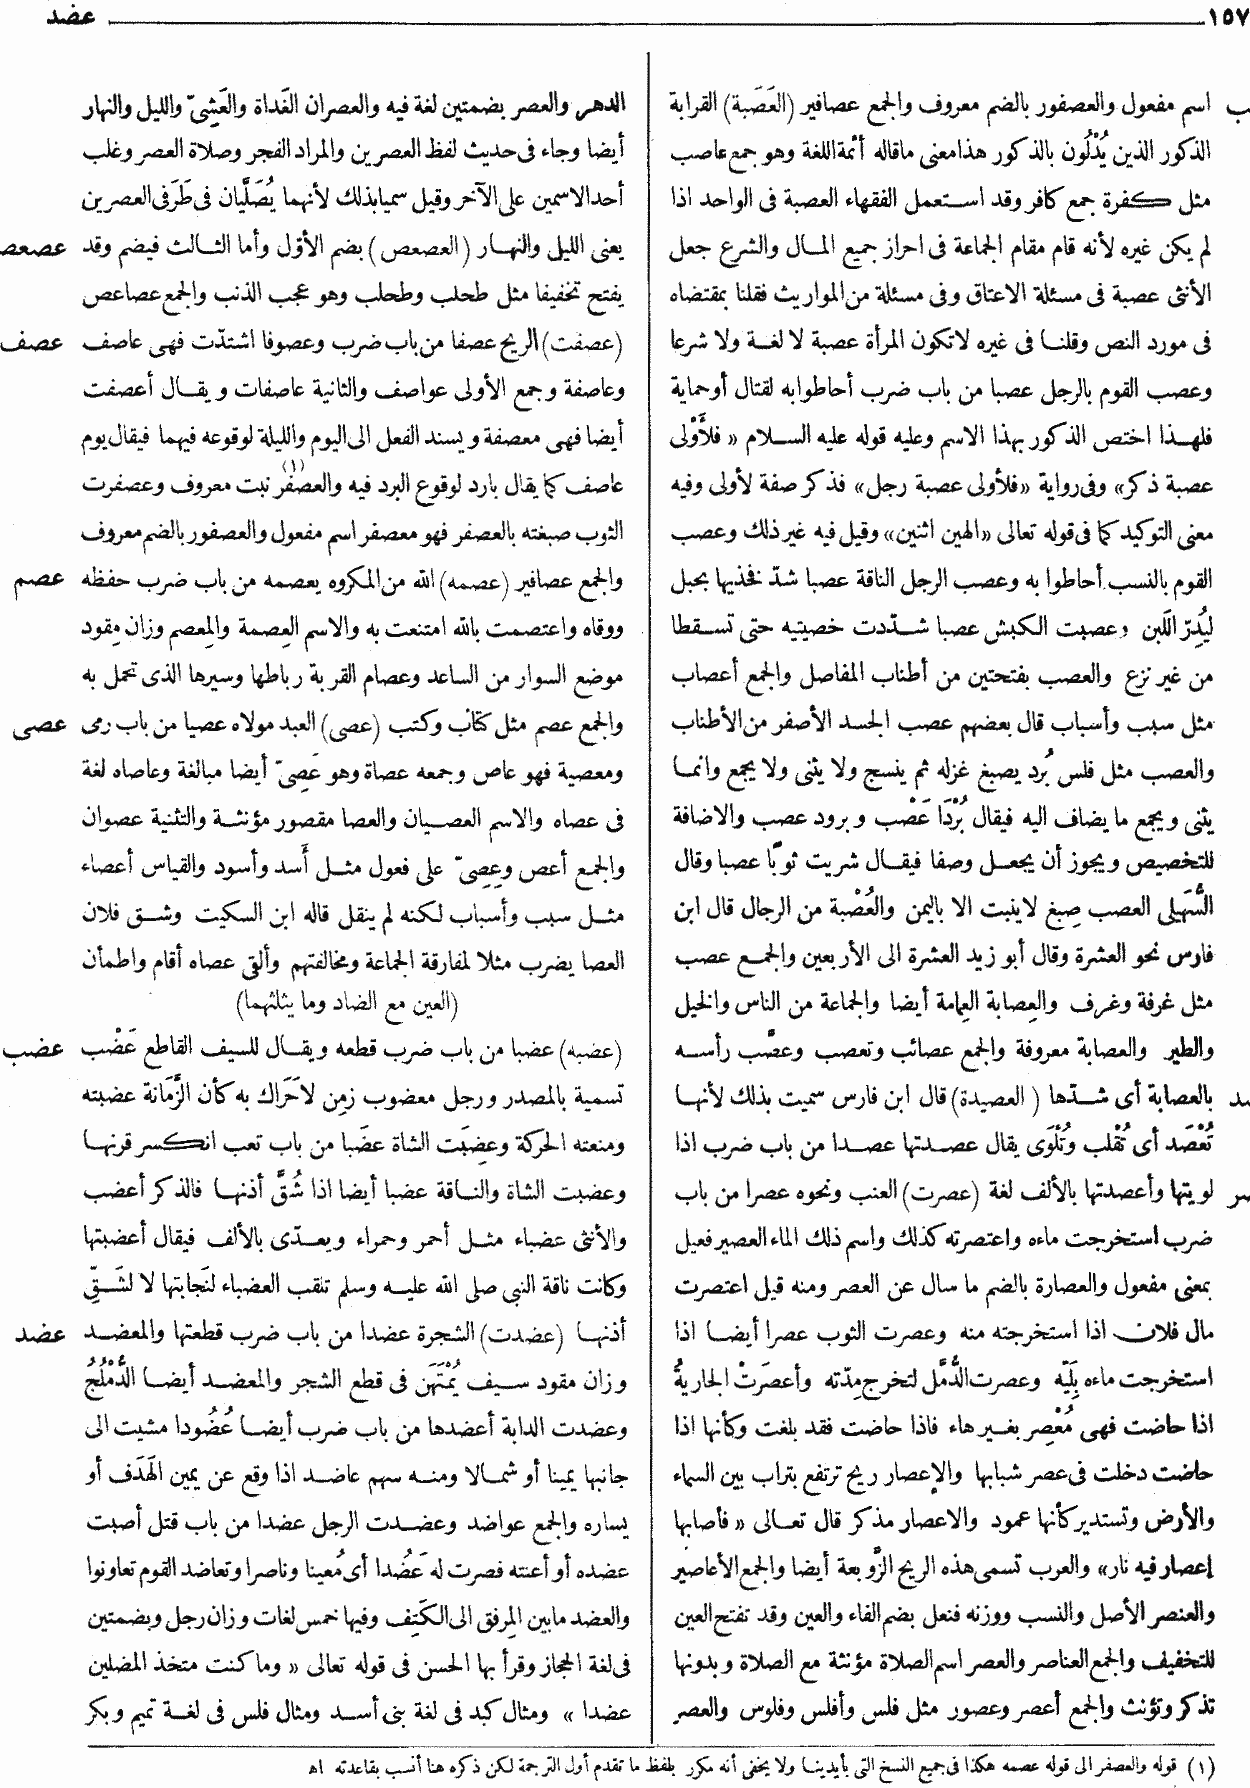 ١٥٧ عضد
اسم مفعول والعصفور بالضم معروف والجمع عصافير (العَصَبة) القرابة
الذكور الذين يُدْلُون بالذكور هذا معنى ماقاله أئمة اللغة وهو جمع عاصب
مثل كفرة جمع كافر وقد استعمل الفقهاء العصبة فى الواحد اذا
لم يكن غيره لأنه قام مقام الجماعة فى احراز جميع المال والشرع جعل
الأنثى عصبة فى مسئلة الاعتاق وفى مسئلة من المواريث فقلنا بمقتضاه
فى مورد النص وقلنا فى غيره لاتكون المرأة عصبة لا لغة ولا شرعا
وعصب القوم بالرجل عصبا من باب ضرب أحاطوابه لقتال أوحماية
فلهذا اختص الذكور بهذا الاسم وعليه قوله عليه السلام « فلأَوْلى
عصبة ذكر» وفى رواية «فلأولى عصبة رجل» فذكر صفة لأولى وفيه
معنى التوكيد كما فى قوله تعالى «الهين اثنين» وقيل فيه غير ذلك وعصب
القوم بالنسب أحاطوا به وعصب الرجل الناقة عصبا شدّ فخذيها بحبل
ليُدِرّ اللَّبن وعصبت الكبش عصبا شددت خصيتيه حتى تسقطا
من غير نزع والعصب بفتحتين من أطناب المفاصل والجمع أعصاب
مثل سبب وأسباب قال بعضهم عصب الجسد الأصفر من الأطناب
والعصب مثل فلس بُرد يصبغ غزله ثم ينسج ولا يثنى ولا يجمع وانما
يثنى ويجمع ما يضاف اليه فيقال بُرْدَا عَصْب وبرود عصب والاضافة
للتخصيص ويجوز أن يجعل وصفا فيقال شريت ثوبًا عصبا وقال
السُّهَيلى العصب صِبغ لاينبت الا باليمن والعُصْبة من الرجال قال ابن
فارس نحو العشرة وقال أبو زيد العشرة الى الأربعين والجمع عصب
مثل غرفة وغرف والعِصابة العِمامة أيضا والجماعة من الناس والخيل
والطير والعصابة معروفة والجمع عصائب وتعصب وعصَّب رأسه
بالعصابة أى شدّها (العصيدة) قال ابن فارس سميت بذلك لأنها
تُعْصَد أى تُقْلب وتُلْوَى يقال عصدتها عصدا من باب ضرب اذا
لويتها وأعصدتها بالألف لغة (عصرت) العنب ونحوه عصرا من باب
ضرب استخرجت ماءه واعتصرته كذلك واسم ذلك الماء العصير فعيل
بمعنى مفعول والعصارة بالضم ما سال عن العصر ومنه قيل اعتصرت
مال فلان اذا استخرجته منه وعصرت الثوب عصرا أيضا اذا
استخرجت ماءه بِلَيّه وعصرت الدُّمَّل لتخرج مِدّته وأعصَرَتْ الجاريةُ
اذا حاضت فهى مُعْصِر بغير هاء فاذا حاضت فقد بلغت وكأنها اذا
حاضت دخلت فى عصر شبابها والإعصار ريح ترتفع بتراب بين السماء
والأرض وتستدير كأنها عمود والاعصار مذكر قال تعالى « فأصابها
إعصار فيه نار» والعرب تسمى هذه الريح الزَّوبعة أيضا والجمع الأعاصير
والعنصر الأصل والنسب ووزنه فنعل بضم الفاء والعين وقد تفتح العين
للتخفيف والجمع العناصر والعصر اسم الصلاة مؤنثة مع الصلاة وبدونها
تذكر وتؤنث والجمع أعصر وعصور مثل فلس وأفلس وفلوس والعصر
الدهر والعصر بضمتين لغة فيه والعصران الغَداة والعَشِىّ والليل والنهار
أيضا وجاء فى حديث لفظ العصرين والمراد الفجر وصلاة العصر وغلب
أحد الاسمين على الآخر وقيل سميا بذلك لأنهما يُصَلَّيان فى طَرَفى العصرين
يعنى الليل والنهار (العصعص) بضم الأوّل وأما الثالث فيضم وقد عصعص
يفتح تخفيفا مثل طحلب وطحلب وهو عجب الذنب والجمع عصاعص
(عصفت) الريح عصفا من باب ضرب وعصوفا اشتدّت فهى عاصف عصف
وعاصفة وجمع الأولى عواصف والثانية عاصفات ويقال أعصفت
أيضا فهى معصفة ويسند الفعل الى اليوم والليلة لوقوعه فيهما فيقال يوم
عاصف كما يقال بارد لوقوع البرد فيه والعصفر(١) نبت معروف وعصفرت
الثوب صبغته بالعصفر فهو معصفر اسم مفعول والعصفور بالضم معروف
والجمع عصافير (عصمه) الله من المكروه يعصمه من باب ضرب حفظه عصم
ووقاه واعتصمت بالله امتنعت به والاسم العِصمة والمِعصم وزان مِقود
موضع السوار من الساعد وعصام القربة رباطها وسيرها الذى تحمل به
والجمع عصم مثل كتاب وكتب (عصى) العبد مولاه عصيا من باب رمى عصى
ومعصية فهو عاص وجمعه عصاة وهو عَصِىّ أيضا مبالغة وعاصاه لغة
فى عصاه والاسم العصيان والعصا مقصور مؤنثة والتثنية عصوان
والجمع أعص وعِصِىّ على فعول مثل أَسد وأسود والقياس أعصاء
مثل سبب وأسباب لكنه لم ينقل قاله ابن السكيت وشق فلان
العصا يضرب مثلا لمفارقة الجماعة ومخالفتهم وألقى عصاه أقام واطمأن
(العين مع الضاد وما يثلثهما)
(عضبه) عضبا من باب ضرب قطعه ويقال للسيف القاطع عَضْب عضب
تسمية بالمصدر ورجل معضوب زمِن لاحَرَاك به كأن الزَّمَانة عضبته
ومنعته الحركة وعضِبَت الشاة عضَبا من باب تعب انكسر قرنها
وعضبت الشاة والناقة عضبا أيضا اذا شُقَّ أذنها فالذكر أعضب
والأنثى عضباء مثل أحمر وحمراء ويعدّى بالألف فيقال أعضبتها
وكانت ناقة النبى صلى الله عليه وسلم تلقب العضباء لنَجابتها لا لشَقِّ
أذنها (عضدت) الشجرة عضدا من باب ضرب قطعتها والمعضد عضد
وزان مقود سيف يُمْتَهَن فى قطع الشجر والمعضد أيضا الدُّمْلُجُ
وعضدت الدابة أعضدها من باب ضرب أيضا عُضُودا مشيت الى
جانبها يمينا أو شمالا ومنه سهم عاضد اذا وقع عن يمين الهَدَف أو
يساره والجمع عواضد وعضدت الرجل عضدا من باب قتل أصبت
عضده أو أعنته فصرت له عَضُدا أى مُعينا وناصرا وتعاضد القوم تعاونوا
والعضد مابين المِرفق الى الكَتِف وفيها خمس لغات وزان رجل وبضمتين
فى لغة الحجاز وقرأ بها الحسن فى قوله تعالى « وما كنت متخذ المضلين
عضدا » ومثال كبد فى لغة بنى أسد ومثال فلس فى لغة تميم وبكر
(١) قوله والعصفر الى قوله عصمه هكذا فى جميع النسخ التى بأيدينا ولا يخفى أنه مكرر بلفظ ما تقدم أول الترجمة لكن ذكره هنا أنسب بقاعدته اه